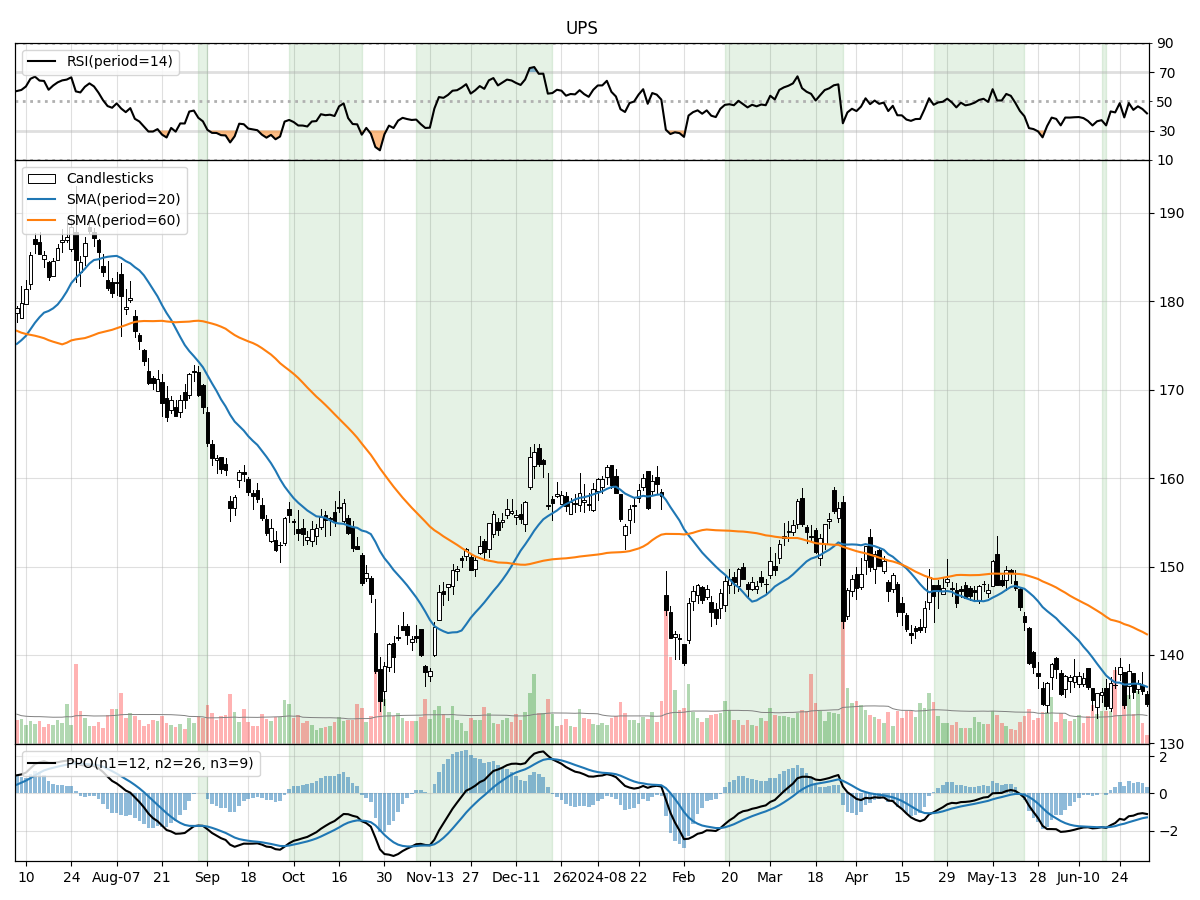 UPS
RSI(period=14)
90
70
50
30
10
Candlesticks
SMA(period=20)
SMA(period=60)
190
180
170
160
150
140
130
PPO(n1=12, n2=26, n3=9)
2
0
−2
10 24 Aug-07 21 Sep 18 Oct 16 30 Nov-13 27 Dec-11 26 2024-08 22 Feb 20 Mar 18 Apr 15 29 May-13 28 Jun-10 24